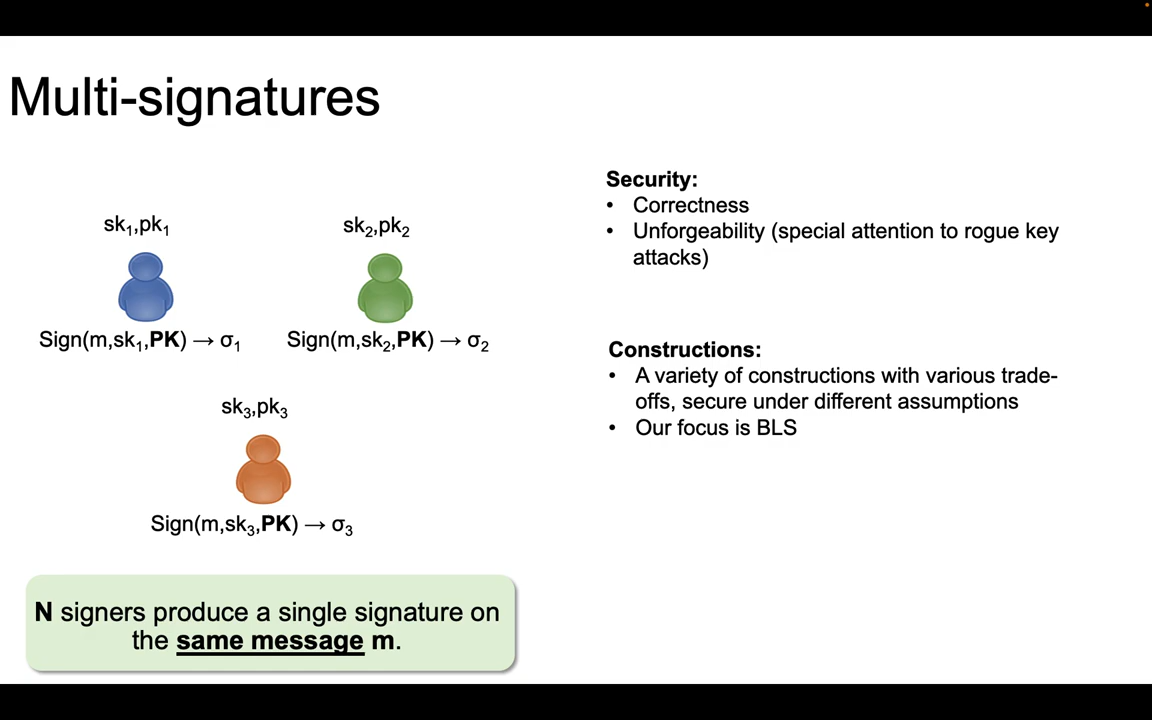 Multi-signatures
sk₁,pk₁
sk₂,pk₂
Sign(m,sk₁,PK) → σ₁
Sign(m,sk₂,PK) → σ₂
sk₃,pk₃
Sign(m,sk₃,PK) → σ₃
N signers produce a single signature on
the same message m.
Security:
• Correctness
• Unforgeability (special attention to rogue key
attacks)
Constructions:
• A variety of constructions with various trade-
offs, secure under different assumptions
• Our focus is BLS